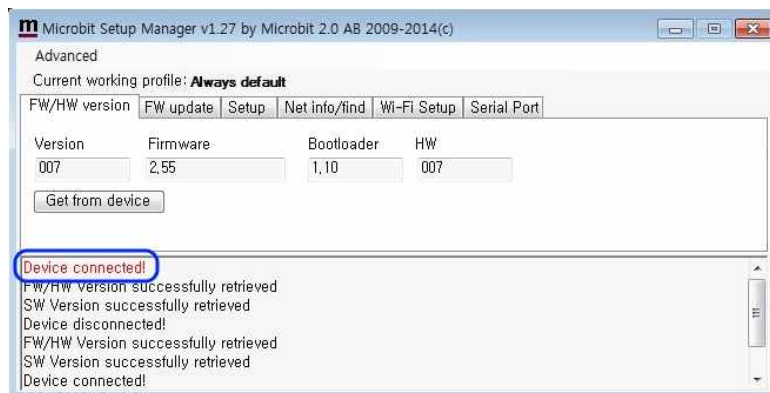 m Microbit Setup Manager v1.27 by Microbit 2.0 AB 2009-2014(c)
Advanced
Current working profile: Always default
FW/HW version FW update Setup Net info/find Wi-Fi Setup Serial Port
Version Firmware Bootloader HW
007 2,55 1,10 007
Get from device
Device connected!
FW/HW Version successfully retrieved
SW Version successfully retrieved
Device disconnected!
FW/HW Version successfully retrieved
SW Version successfully retrieved
Device connected!